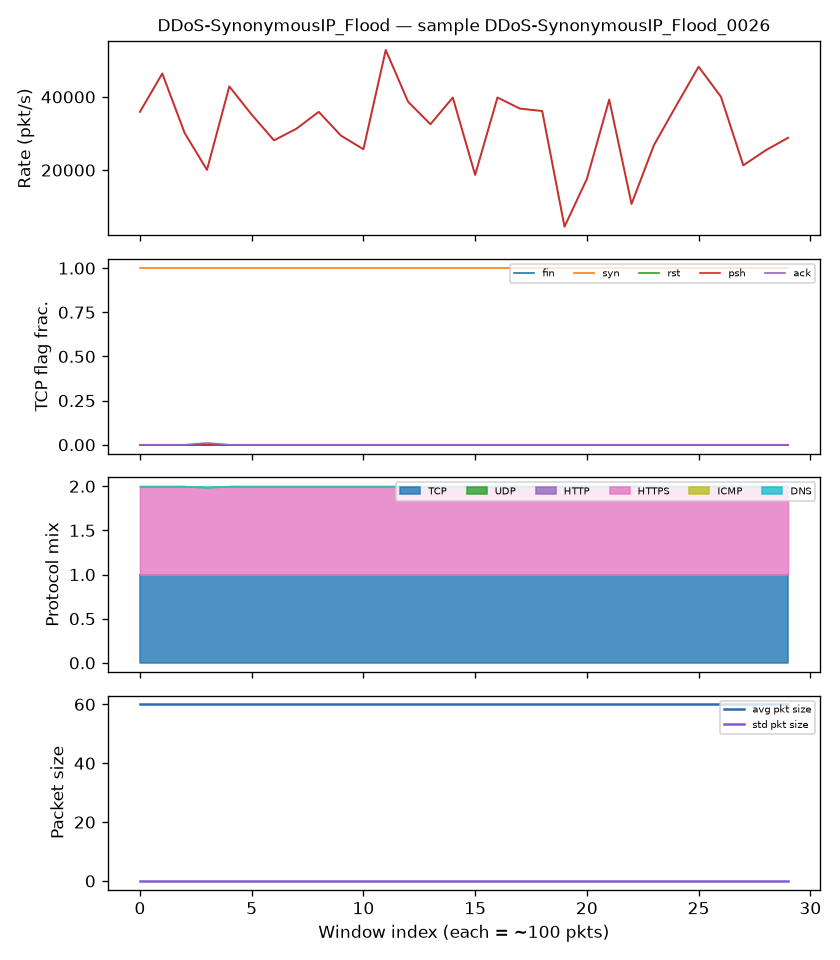 DDoS-SynonymousIP_Flood — sample DDoS-SynonymousIP_Flood_0026
Rate (pkt/s)
40000
20000
TCP flag frac.
1.00
0.75
0.50
0.25
0.00
fin syn rst psh ack
Protocol mix
2.0
1.5
1.0
0.5
0.0
TCP UDP HTTP HTTPS ICMP DNS
Packet size
60
40
20
0
avg pkt size
std pkt size
0 5 10 15 20 25 30
Window index (each = ~100 pkts)